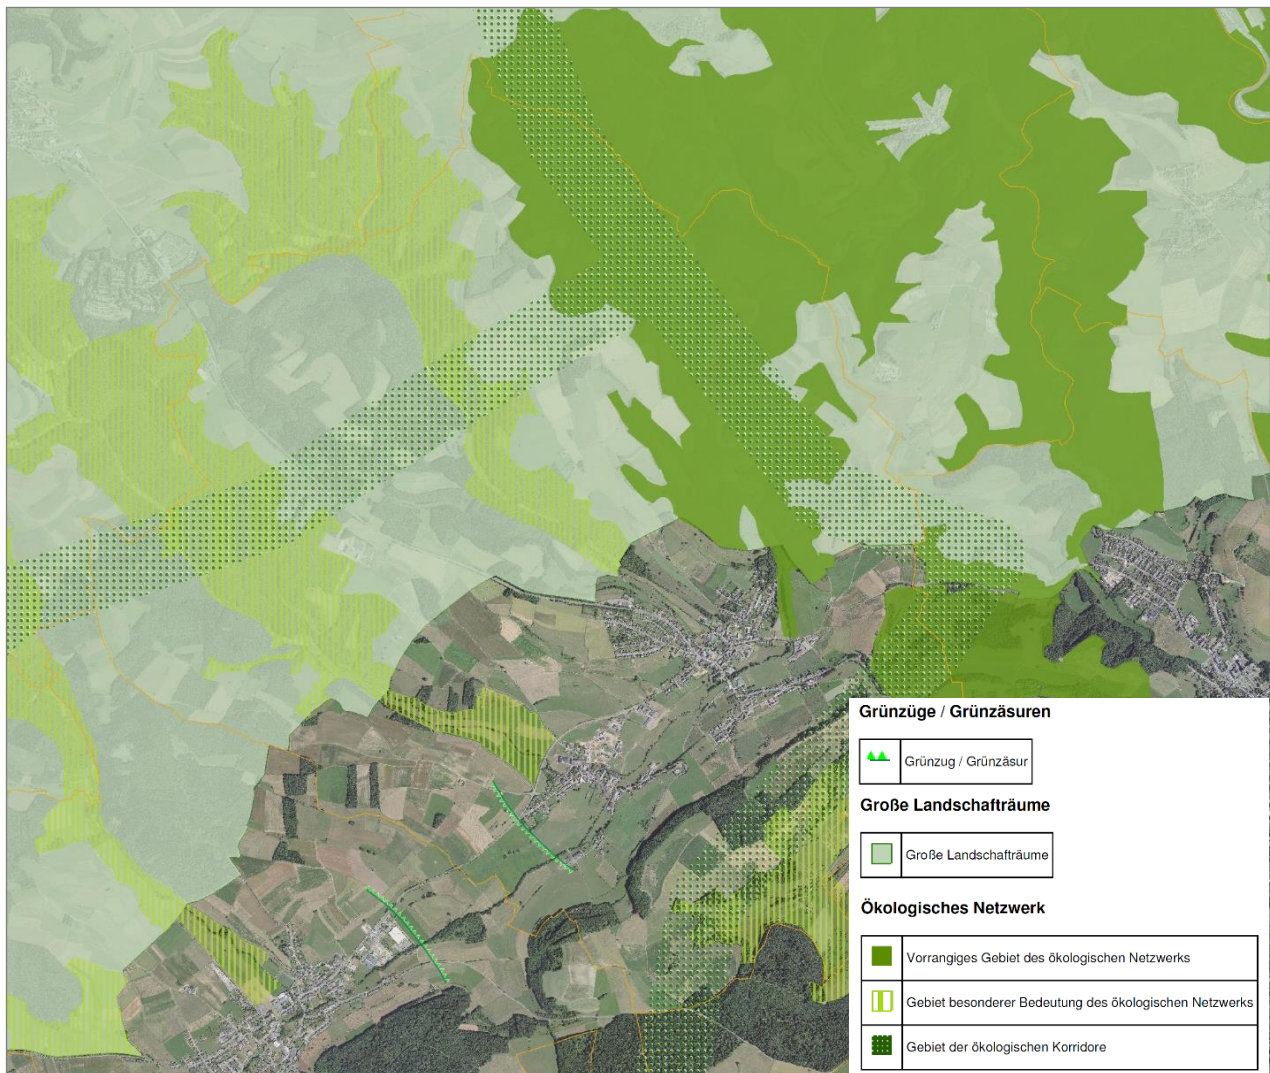 Grünzüge / Grünzäsuren
Grünzug / Grünzäsur
Große Landschafträume
Große Landschafträume
Ökologisches Netzwerk
Vorrangiges Gebiet des ökologischen Netzwerks
Gebiet besonderer Bedeutung des ökologischen Netzwerks
Gebiet der ökologischen Korridore